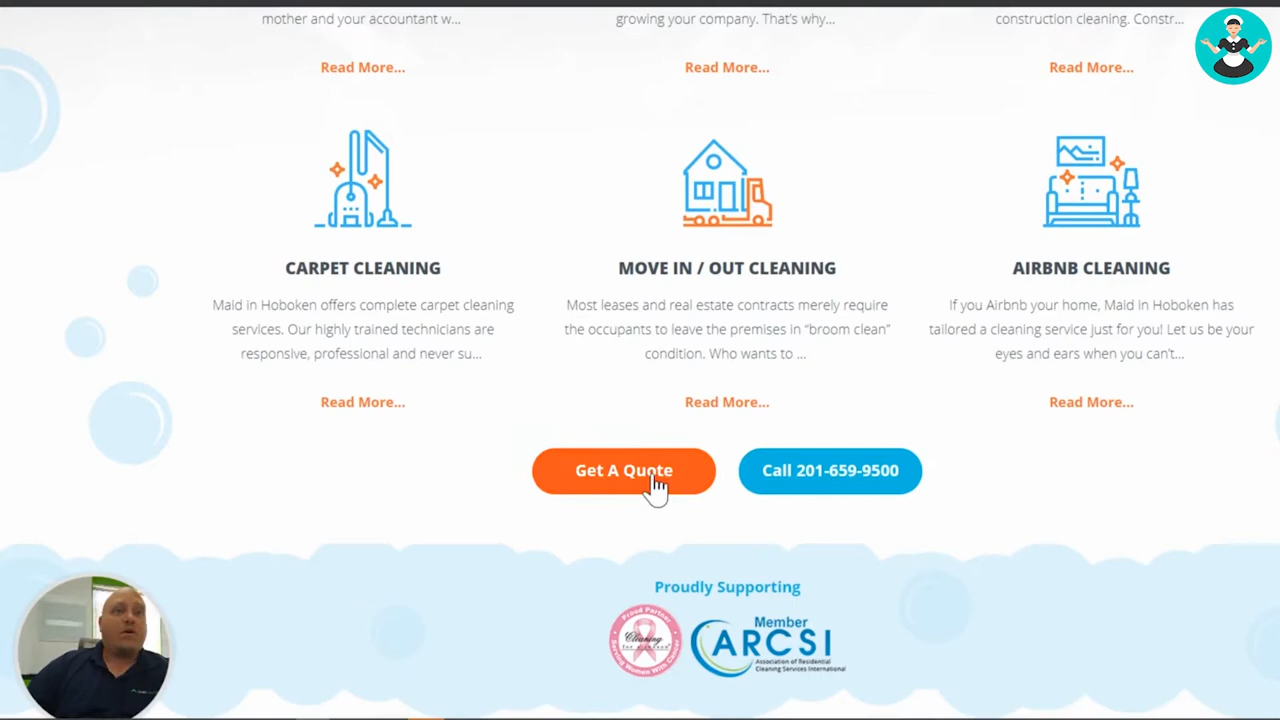 mother and your accountant w...
growing your company. That's why...
construction cleaning. Constr...
Read More...
Read More...
Read More...
CARPET CLEANING
Maid in Hoboken offers complete carpet cleaning
services. Our highly trained technicians are
responsive, professional and never su...
Read More...
MOVE IN / OUT CLEANING
Most leases and real estate contracts merely require
the occupants to leave the premises in “broom clean”
condition. Who wants to ...
Read More...
AIRBNB CLEANING
If you Airbnb your home, Maid in Hoboken has
tailored a cleaning service just for you! Let us be your
eyes and ears when you can’t...
Read More...
Get A Quote
Call 201-659-9500
Proudly Supporting
Proud Partner
Cleaning
for a reason
Serving Women With Cancer
Member
ARCSI
Association of Residential
Cleaning Services International